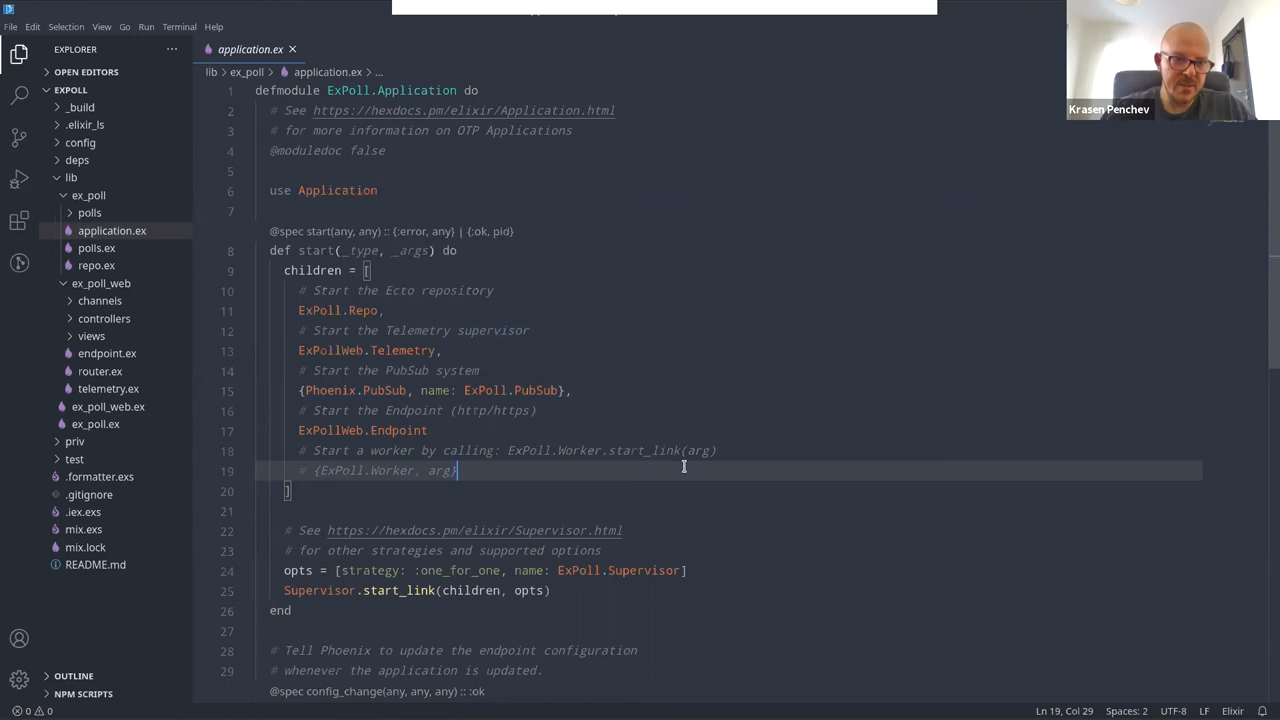 File Edit Selection View Go Run Terminal Help
EXPLORER
OPEN EDITORS
EXPOLL
_build
.elixir_ls
config
deps
lib
ex_poll
polls
application.ex
polls.ex
repo.ex
ex_poll_web
channels
controllers
views
endpoint.ex
router.ex
telemetry.ex
ex_poll_web.ex
ex_poll.ex
priv
test
.formatter.exs
.gitignore
.iex.exs
mix.exs
mix.lock
README.md
OUTLINE
NPM SCRIPTS
application.ex
lib > ex_poll > application.ex > ...
1 defmodule ExPoll.Application do
2 # See https://hexdocs.pm/elixir/Application.html
3 # for more information on OTP Applications
4 @moduledoc false
5
6 use Application
7
@spec start(any, any) :: {:error, any} | {:ok, pid}
8 def start(_type, _args) do
9 children = [
10 # Start the Ecto repository
11 ExPoll.Repo,
12 # Start the Telemetry supervisor
13 ExPollWeb.Telemetry,
14 # Start the PubSub system
15 {Phoenix.PubSub, name: ExPoll.PubSub},
16 # Start the Endpoint (http/https)
17 ExPollWeb.Endpoint
18 # Start a worker by calling: ExPoll.Worker.start_link(arg)
19 # {ExPoll.Worker, arg}
20 ]
21
22 # See https://hexdocs.pm/elixir/Supervisor.html
23 # for other strategies and supported options
24 opts = [strategy: :one_for_one, name: ExPoll.Supervisor]
25 Supervisor.start_link(children, opts)
26 end
27
28 # Tell Phoenix to update the endpoint configuration
29 # whenever the application is updated.
@spec config_change(any, any, any) :: :ok
Krasen Penchev
0 0
Ln 19, Col 29 Spaces: 2 UTF-8 LF Elixir